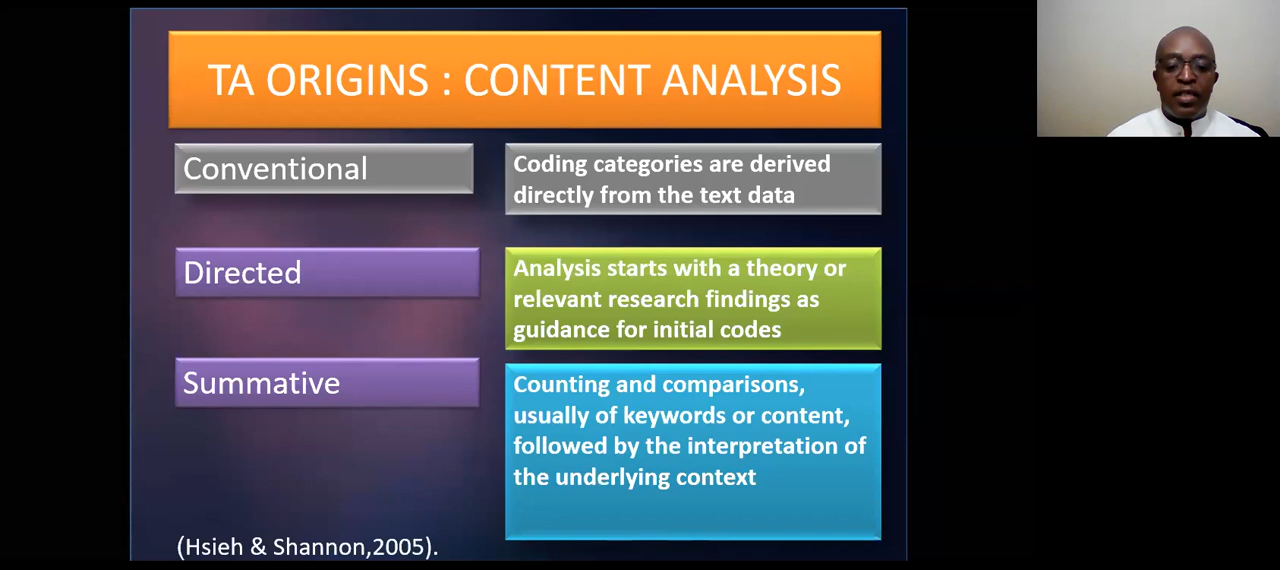 TA ORIGINS : CONTENT ANALYSIS
Conventional
Coding categories are derived
directly from the text data
Directed
Analysis starts with a theory or
relevant research findings as
guidance for initial codes
Summative
Counting and comparisons,
usually of keywords or content,
followed by the interpretation of
the underlying context
(Hsieh & Shannon,2005).